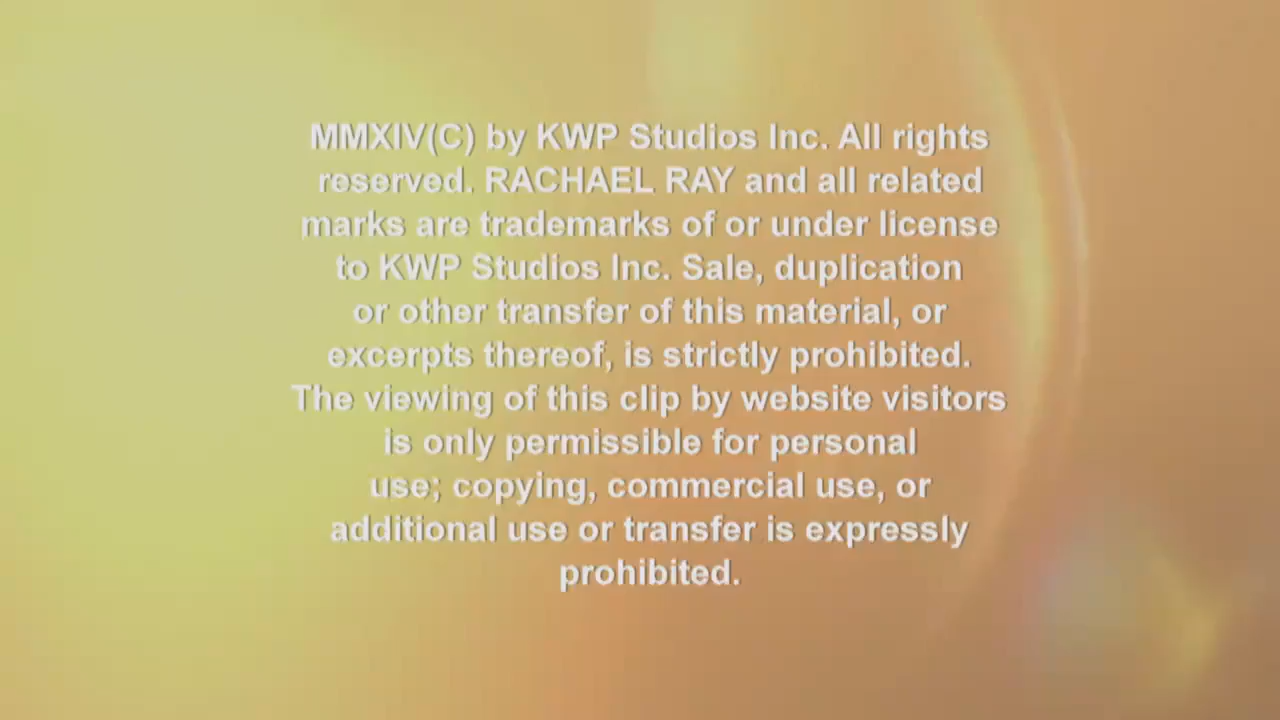 MMXIV(C) by KWP Studios Inc. All rights
reserved. RACHAEL RAY and all related
marks are trademarks of or under license
to KWP Studios Inc. Sale, duplication
or other transfer of this material, or
excerpts thereof, is strictly prohibited.
The viewing of this clip by website visitors
is only permissible for personal
use; copying, commercial use, or
additional use or transfer is expressly
prohibited.